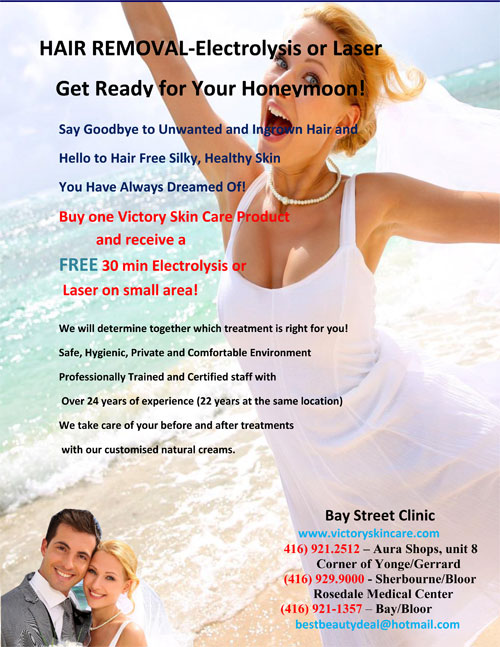 HAIR REMOVAL-Electrolysis or Laser
Get Ready for Your Honeymoon!
Say Goodbye to Unwanted and Ingrown Hair and
Hello to Hair Free Silky, Healthy Skin
You Have Always Dreamed Of!
Buy one Victory Skin Care Product
and receive a
FREE 30 min Electrolysis or
Laser on small area!
We will determine together which treatment is right for you!
Safe, Hygienic, Private and Comfortable Environment
Professionally Trained and Certified staff with
Over 24 years of experience (22 years at the same location)
We take care of your before and after treatments
with our customised natural creams.
Bay Street Clinic
www.victoryskincare.com
416) 921.2512 – Aura Shops, unit 8
Corner of Yonge/Gerrard
(416) 929.9000 - Sherbourne/Bloor
Rosedale Medical Center
(416) 921-1357 – Bay/Bloor
bestbeautydeal@hotmail.com